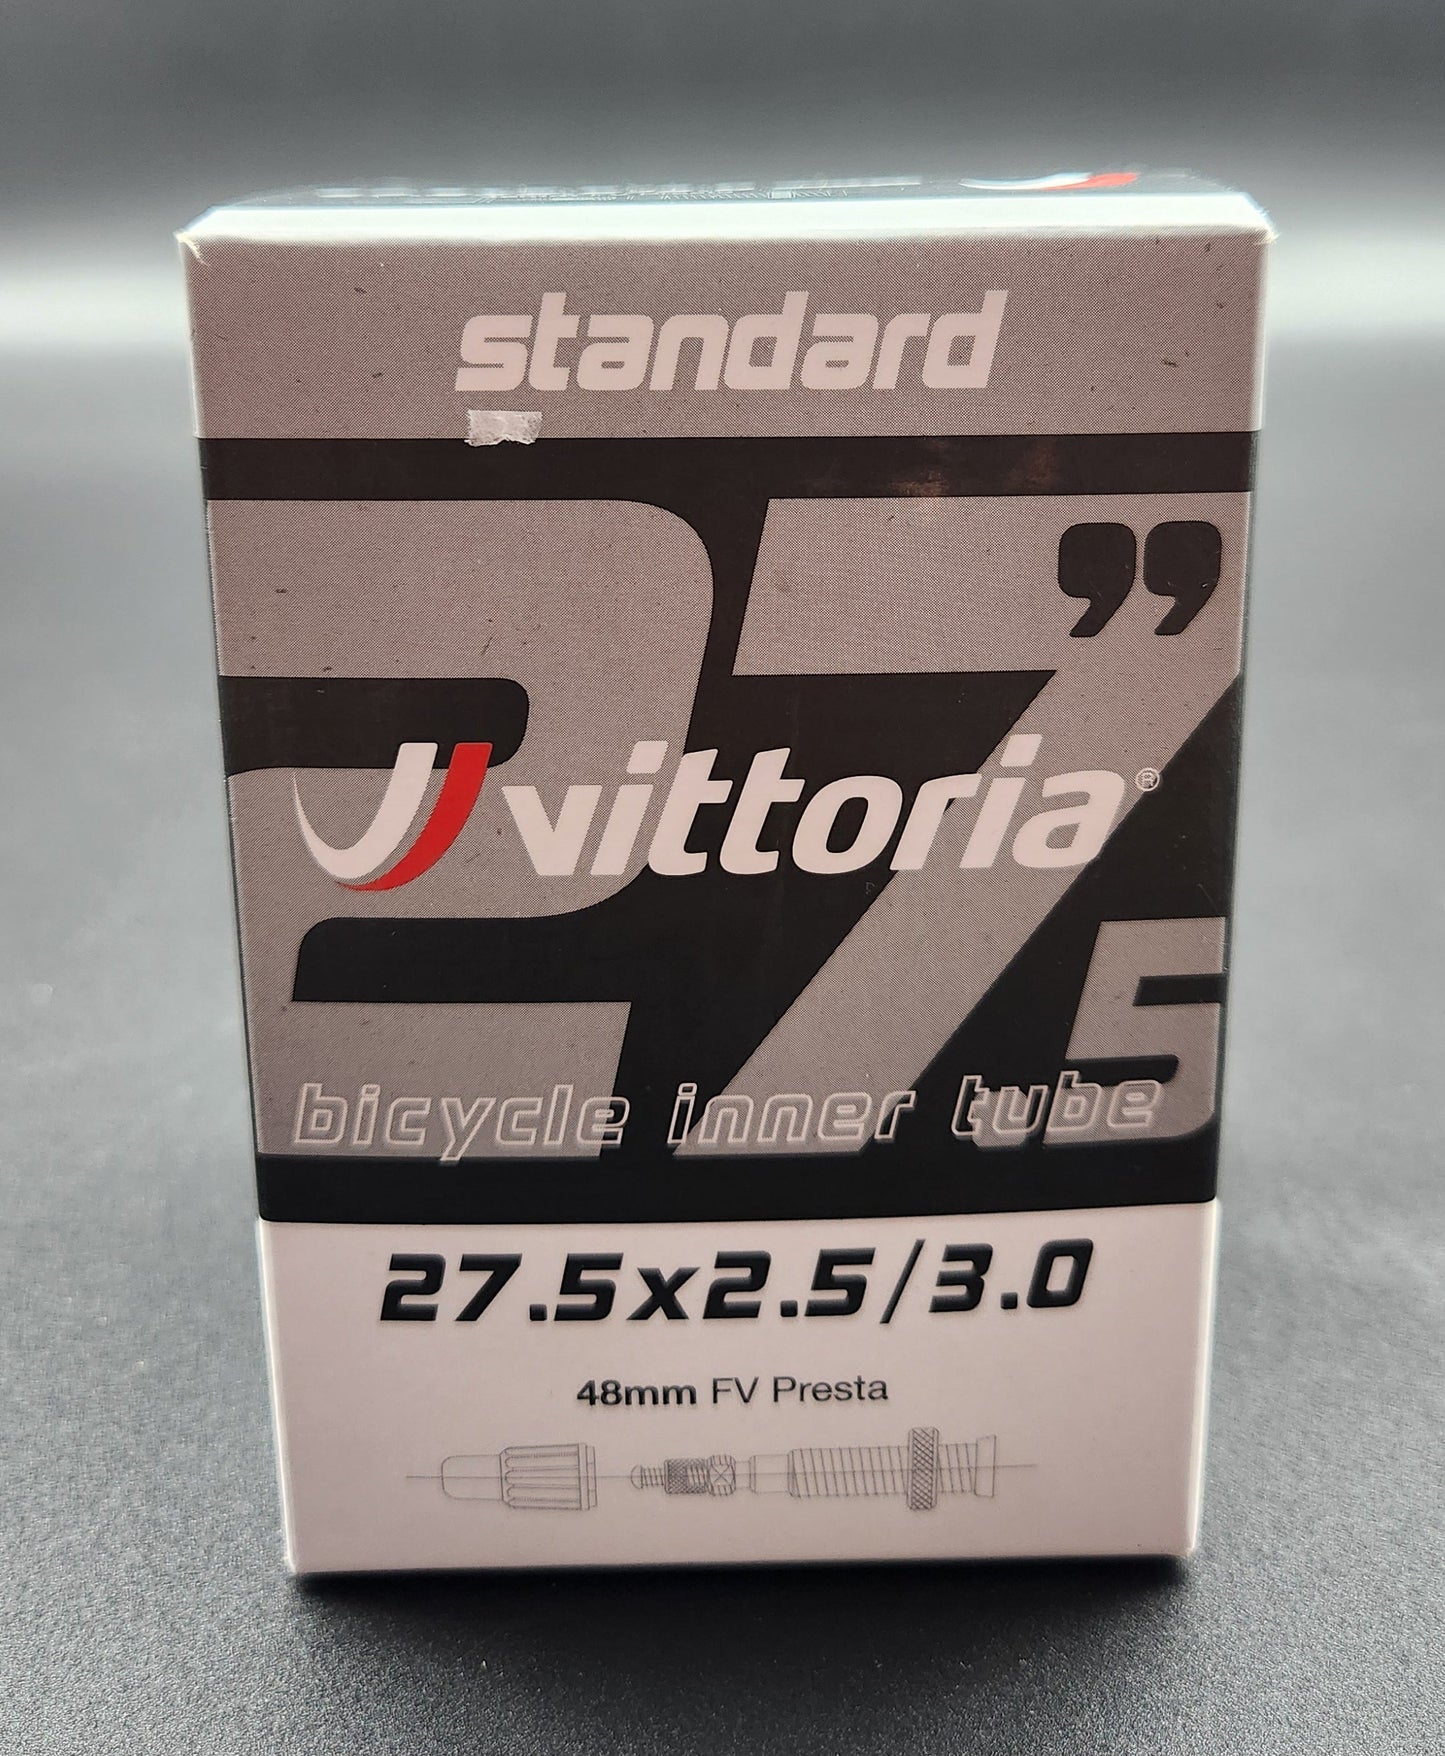 standard
27.5”
vittoria®
bicycle inner tube
27.5x2.5/3.0
48mm FV Presta